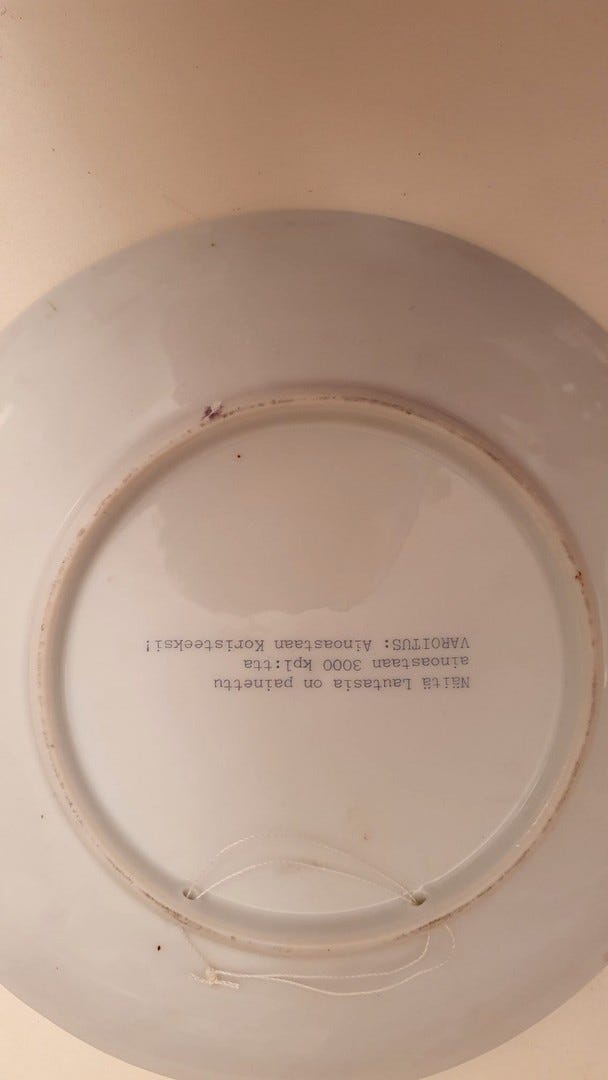 Näitä Lautasia on painettu
ainoastaan 3000 kpl:tta
VAROITUS: Ainoastaan Koristeeksi!